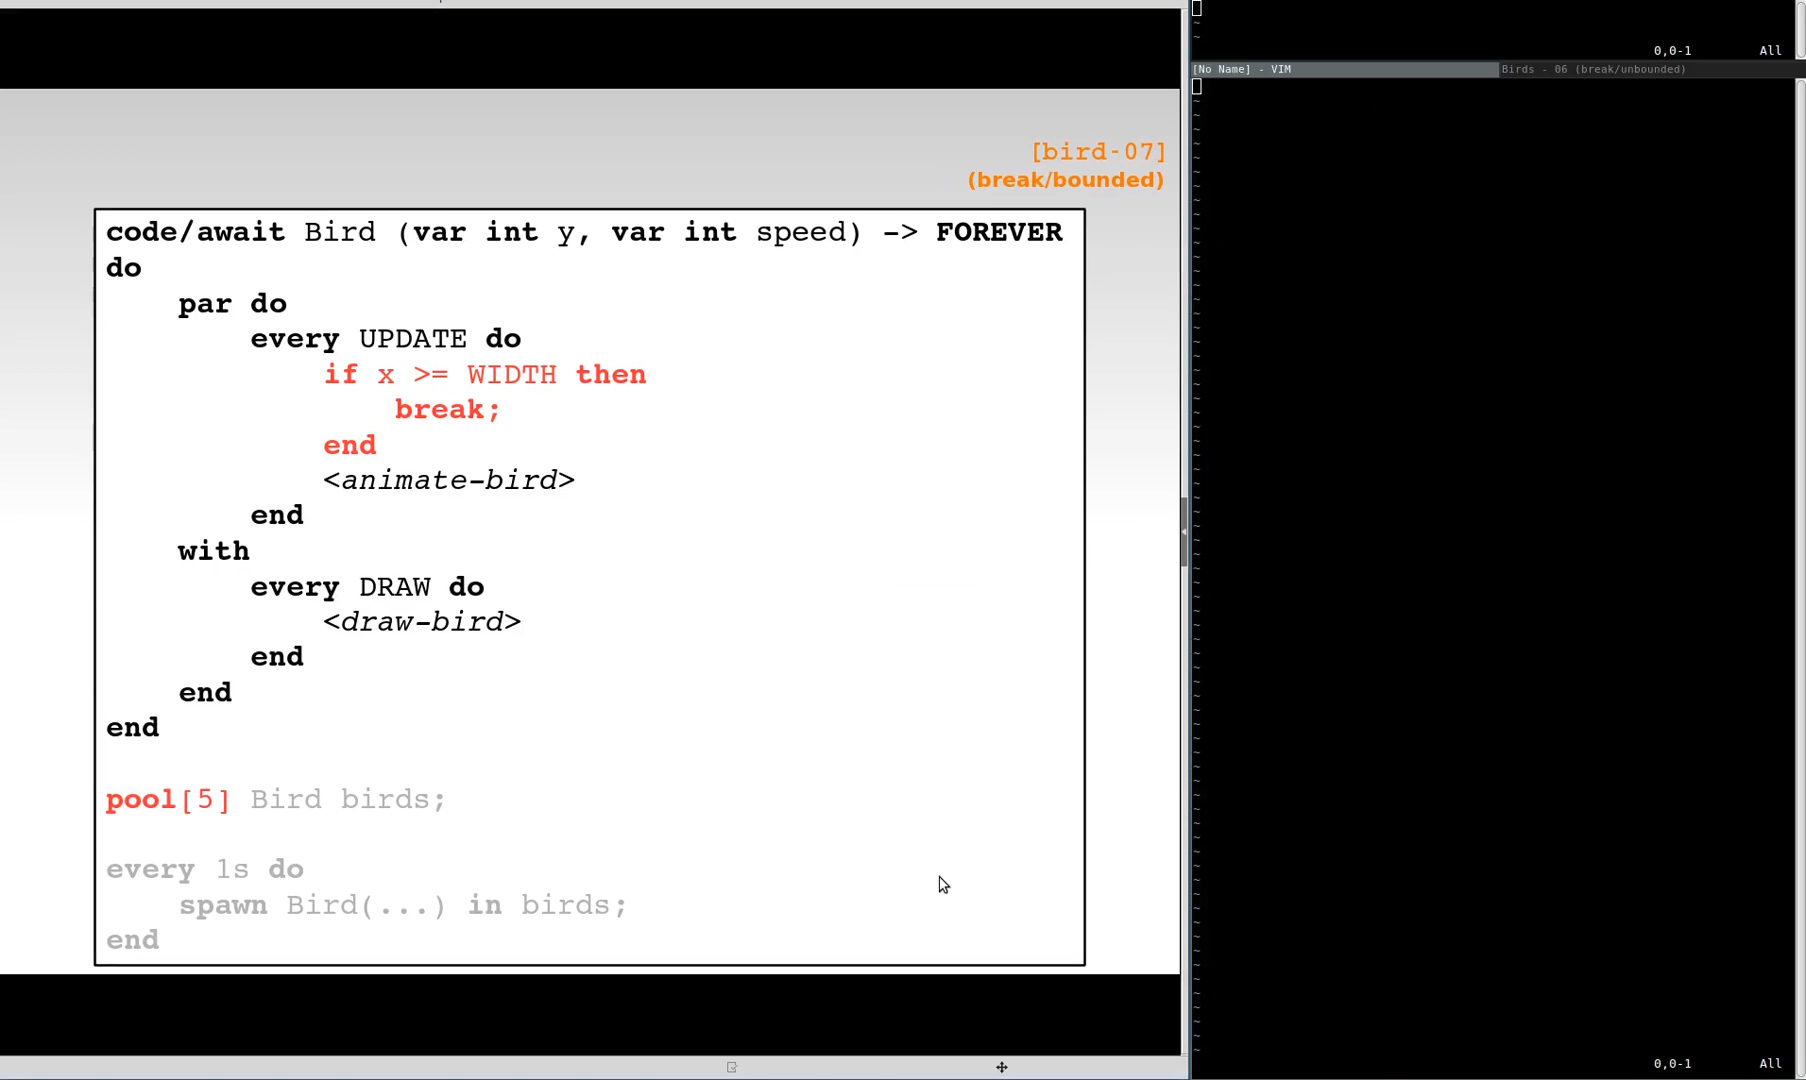 [bird-07]
(break/bounded)
code/await Bird (var int y, var int speed) -> FOREVER
do
    par do
        every UPDATE do
            if x >= WIDTH then
                break;
            end
            <animate-bird>
        end
    with
        every DRAW do
            <draw-bird>
        end
    end
end
pool[5] Bird birds;
every 1s do
    spawn Bird(...) in birds;
end
0,0-1 All
[No Name] - VIM
Birds - 06 (break/unbounded)
~
~
0,0-1 All